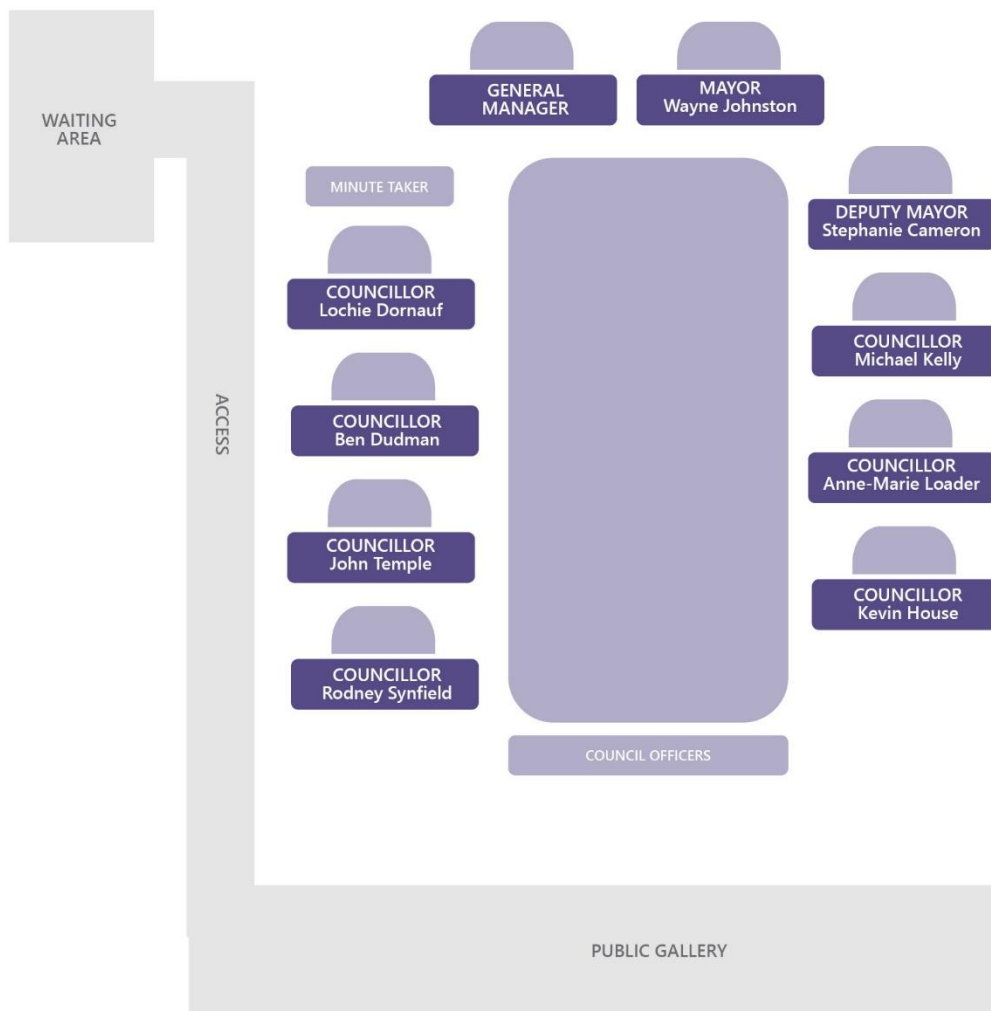 GENERAL
MANAGER
MAYOR
Wayne Johnston
WAITING
AREA
MINUTE TAKER
DEPUTY MAYOR
Stephanie Cameron
COUNCILLOR
Lochie Dornauf
COUNCILLOR
Michael Kelly
ACCESS
COUNCILLOR
Ben Dudman
COUNCILLOR
Anne-Marie Loader
COUNCILLOR
John Temple
COUNCILLOR
Kevin House
COUNCILLOR
Rodney Synfield
COUNCIL OFFICERS
PUBLIC GALLERY